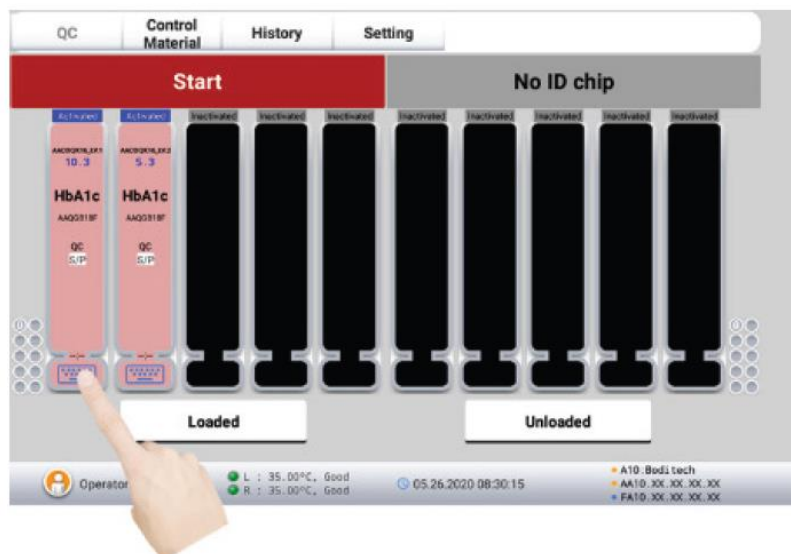 QC
Control
Material
History
Setting
Start
No ID chip
Activated
Activated
Inactivated
Inactivated
Inactivated
Inactivated
Inactivated
Inactivated
Inactivated
Inactivated
10.3
5.3
HbA1c
HbA1c
QC
QC
S/P
S/P
Loaded
Unloaded
L : 35.00°C, Good
R : 35.00°C, Good
05.26.2020 08:30:15
A10:Boditech
AA10.XX.XX.XX.XX
FA10.XX.XX.XX.XX